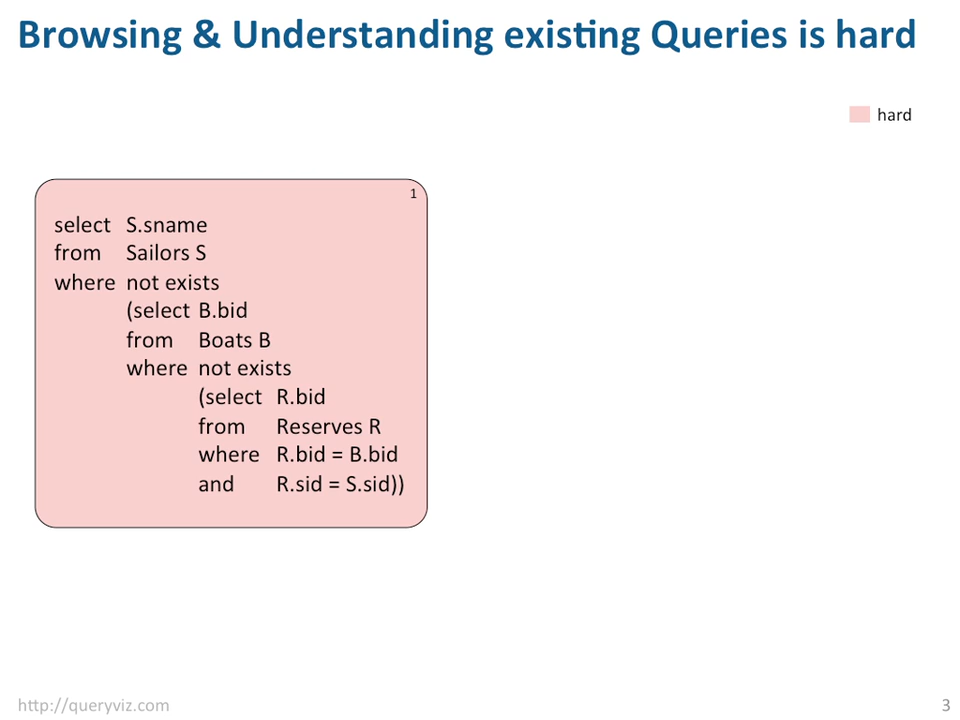 Browsing & Understanding existing Queries is hard
hard
1
select S.sname
from Sailors S
where not exists
(select B.bid
from Boats B
where not exists
(select R.bid
from Reserves R
where R.bid = B.bid
and R.sid = S.sid))
http://queryviz.com
3